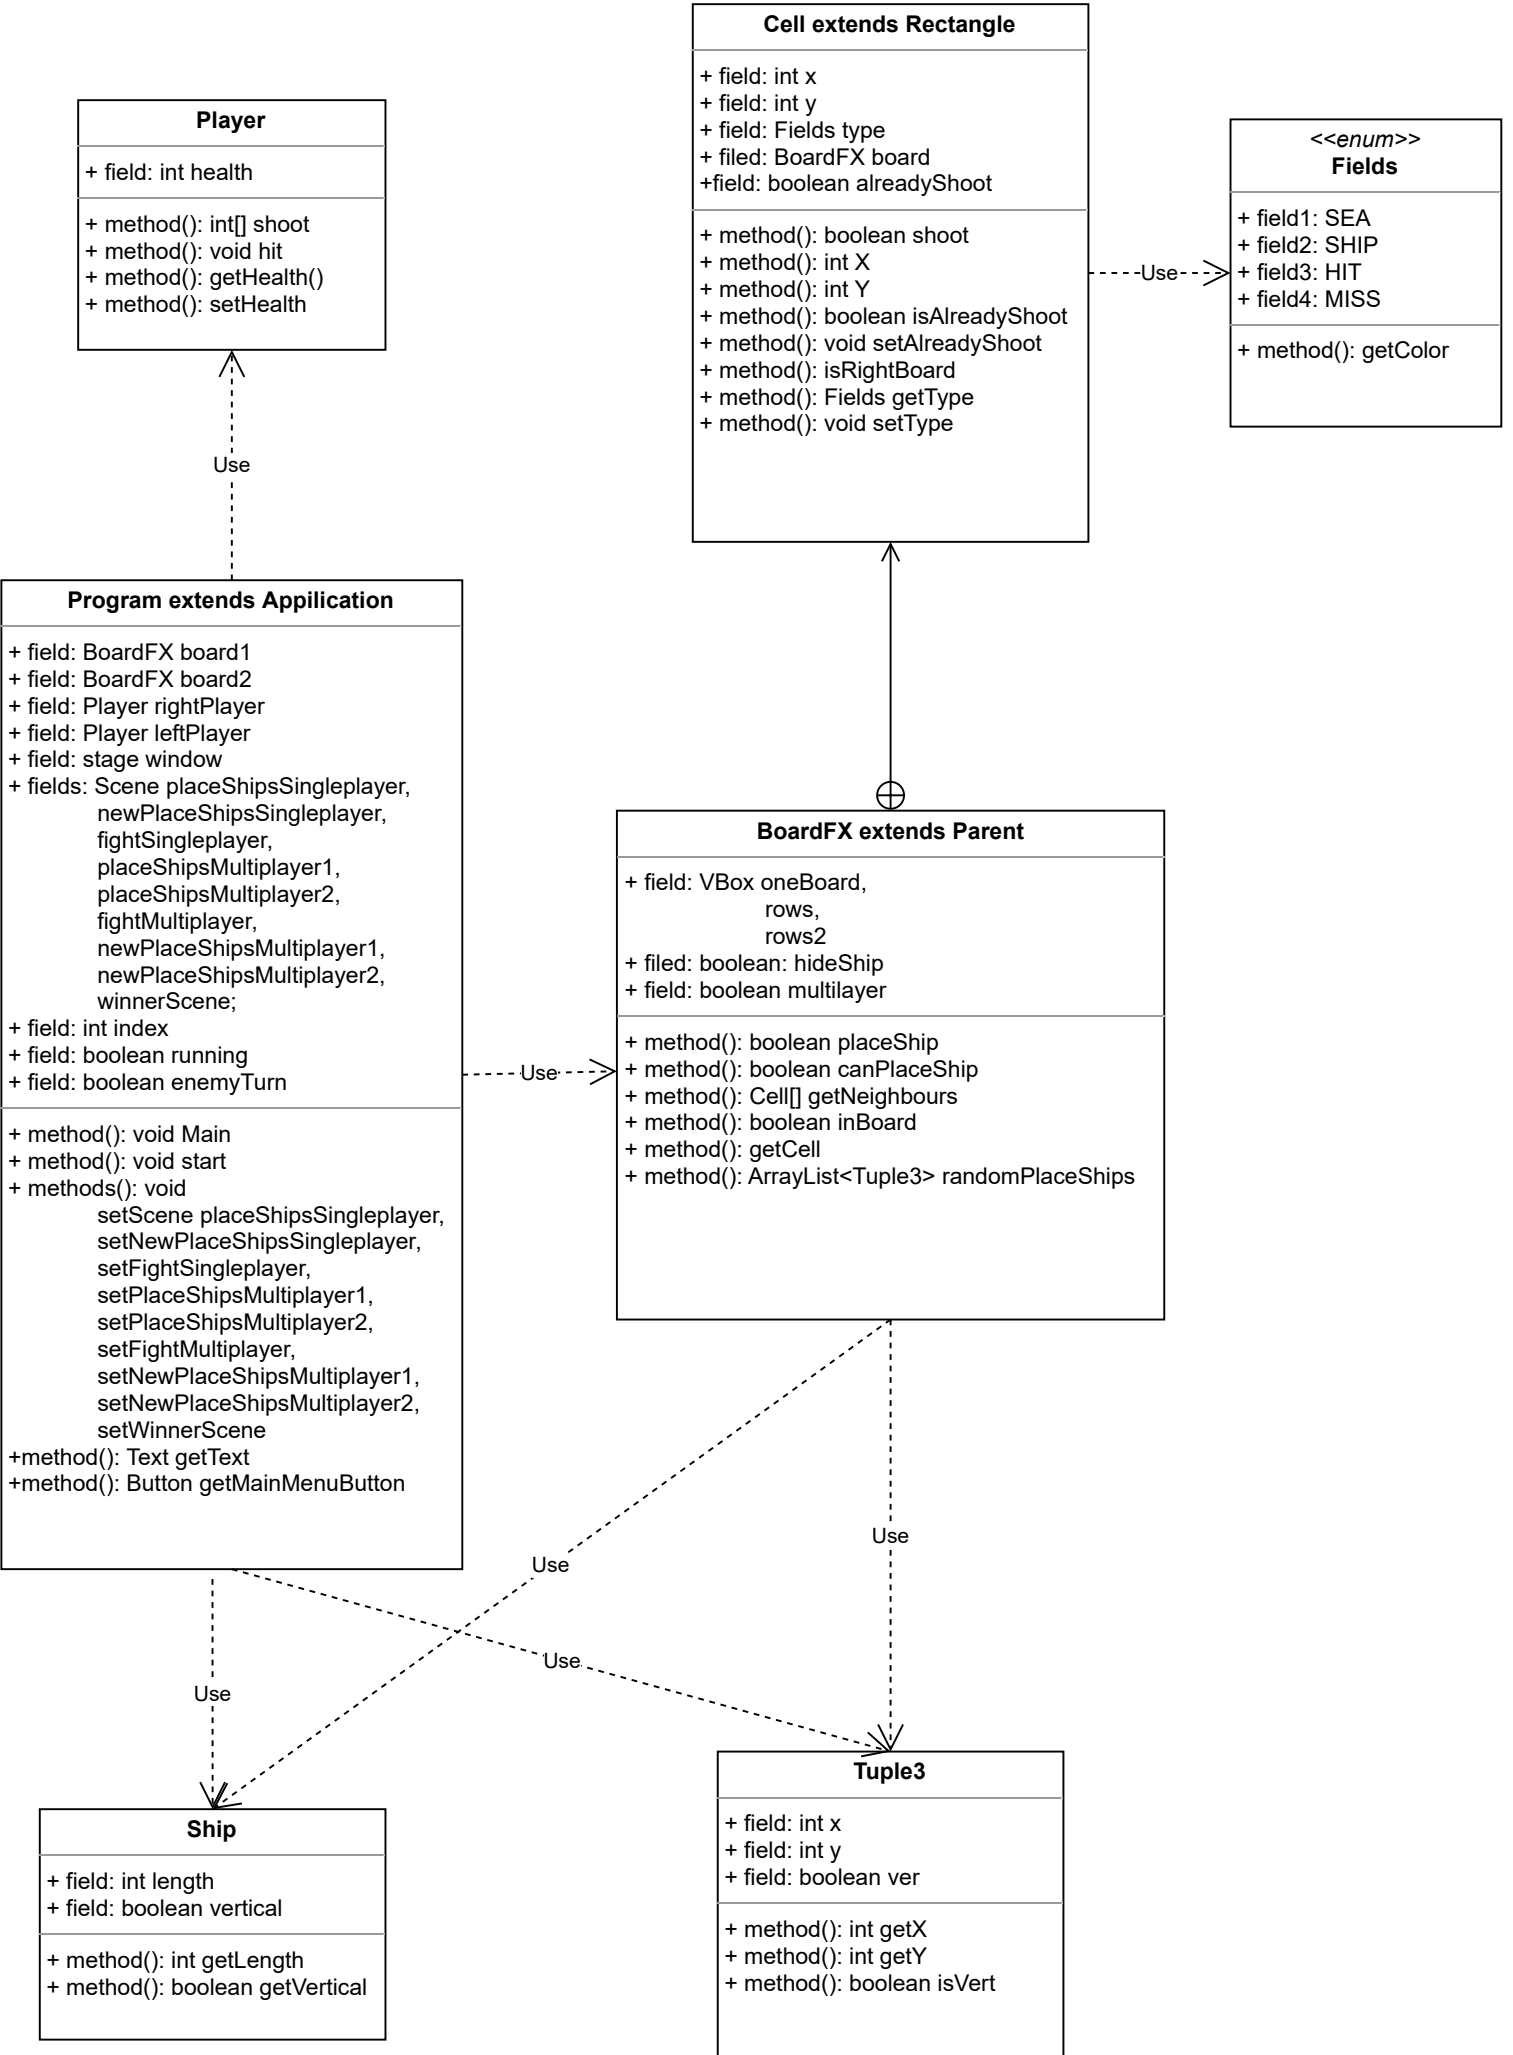 Cell extends Rectangle
+ field: int x
+ field: int y
+ field: Fields type
+ filed: BoardFX board
+field: boolean alreadyShoot
+ method(): boolean shoot
+ method(): int X
+ method(): int Y
+ method(): boolean isAlreadyShoot
+ method(): void setAlreadyShoot
+ method(): isRightBoard
+ method(): Fields getType
+ method(): void setType
Player
+ field: int health
+ method(): int[] shoot
+ method(): void hit
+ method(): getHealth()
+ method(): setHealth
<<enum>>
Fields
+ field1: SEA
+ field2: SHIP
+ field3: HIT
+ field4: MISS
+ method(): getColor
Use
Use
Program extends Appilication
+ field: BoardFX board1
+ field: BoardFX board2
+ field: Player rightPlayer
+ field: Player leftPlayer
+ field: stage window
+ fields: Scene placeShipsSingleplayer,
newPlaceShipsSingleplayer,
fightSingleplayer,
placeShipsMultiplayer1,
placeShipsMultiplayer2,
fightMultiplayer,
newPlaceShipsMultiplayer1,
newPlaceShipsMultiplayer2,
winnerScene;
+ field: int index
+ field: boolean running
+ field: boolean enemyTurn
+ method(): void Main
+ method(): void start
+ methods(): void
setScene placeShipsSingleplayer,
setNewPlaceShipsSingleplayer,
setFightSingleplayer,
setPlaceShipsMultiplayer1,
setPlaceShipsMultiplayer2,
setFightMultiplayer,
setNewPlaceShipsMultiplayer1,
setNewPlaceShipsMultiplayer2,
setWinnerScene
+method(): Text getText
+method(): Button getMainMenuButton
Use
BoardFX extends Parent
+ field: VBox oneBoard,
rows,
rows2
+ filed: boolean: hideShip
+ field: boolean multilayer
+ method(): boolean placeShip
+ method(): boolean canPlaceShip
+ method(): Cell[] getNeighbours
+ method(): boolean inBoard
+ method(): getCell
+ method(): ArrayList<Tuple3> randomPlaceShips
Use
Use
Use
Use
Ship
+ field: int length
+ field: boolean vertical
+ method(): int getLength
+ method(): boolean getVertical
Tuple3
+ field: int x
+ field: int y
+ field: boolean ver
+ method(): int getX
+ method(): int getY
+ method(): boolean isVert